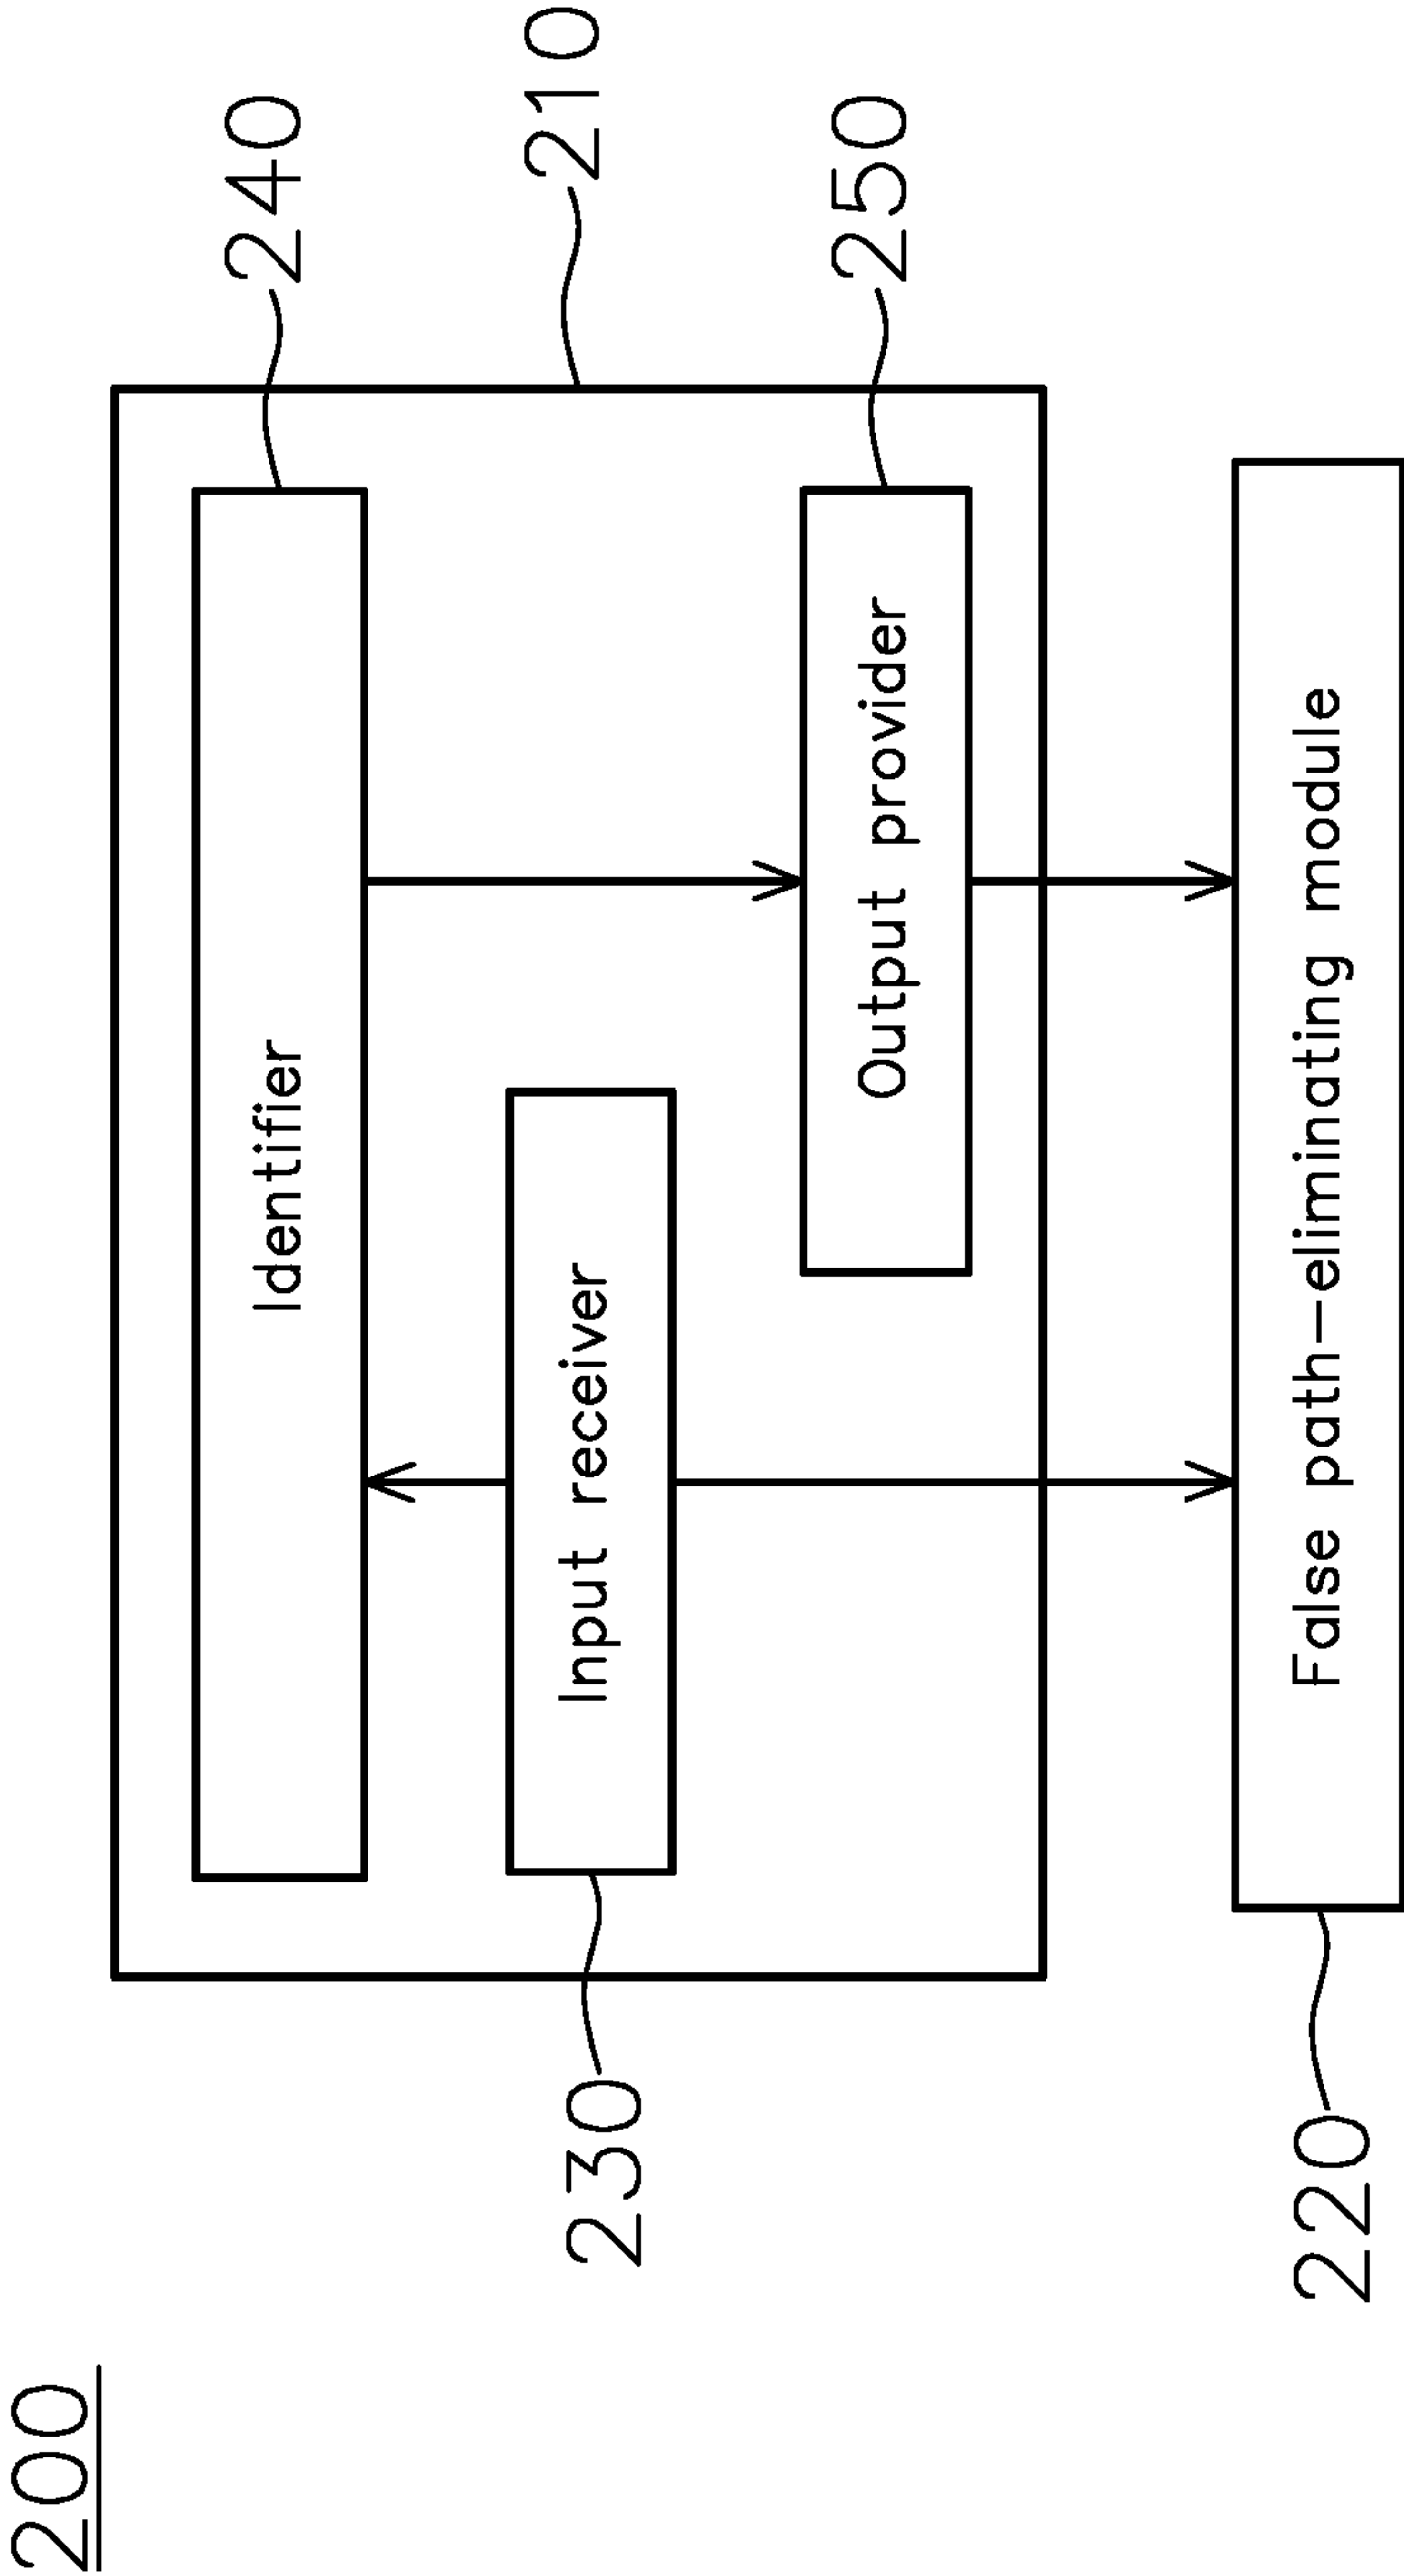 200
Identifier
240
210
Input receiver
230
Output provider
250
False path-eliminating module
220